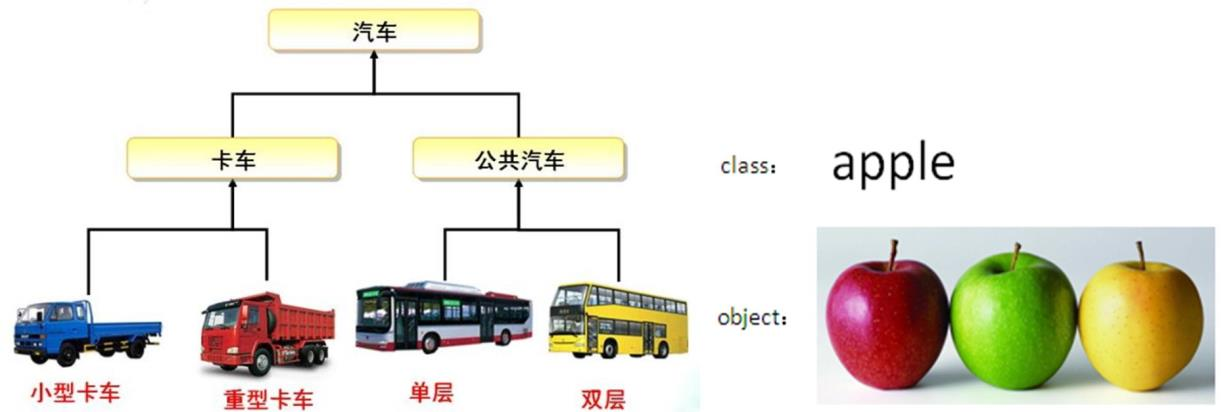 汽车
卡车
公共汽车
小型卡车
重型卡车
单层
双层
class:
apple
object: